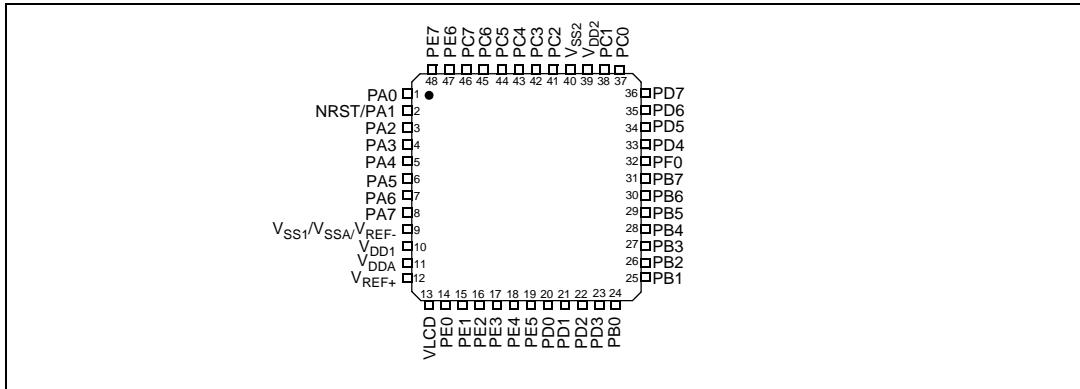 PE7 PE6 PC7 PC6 PC5 PC4 PC3 PC2 VSS2 VDD2 PC1 PC0
48 47 46 45 44 43 42 41 40 39 38 37
PA0 1
NRST/PA1 2
PA2 3
PA3 4
PA4 5
PA5 6
PA6 7
PA7 8
VSS1/VSSA/VREF- 9
VDD1 10
VDDA 11
VREF+ 12
36 PD7
35 PD6
34 PD5
33 PD4
32 PF0
31 PB7
30 PB6
29 PB5
28 PB4
27 PB3
26 PB2
25 PB1
13 14 15 16 17 18 19 20 21 22 23 24
VLCD PE0 PE1 PE2 PE3 PE4 PE5 PD0 PD1 PD2 PD3 PB0